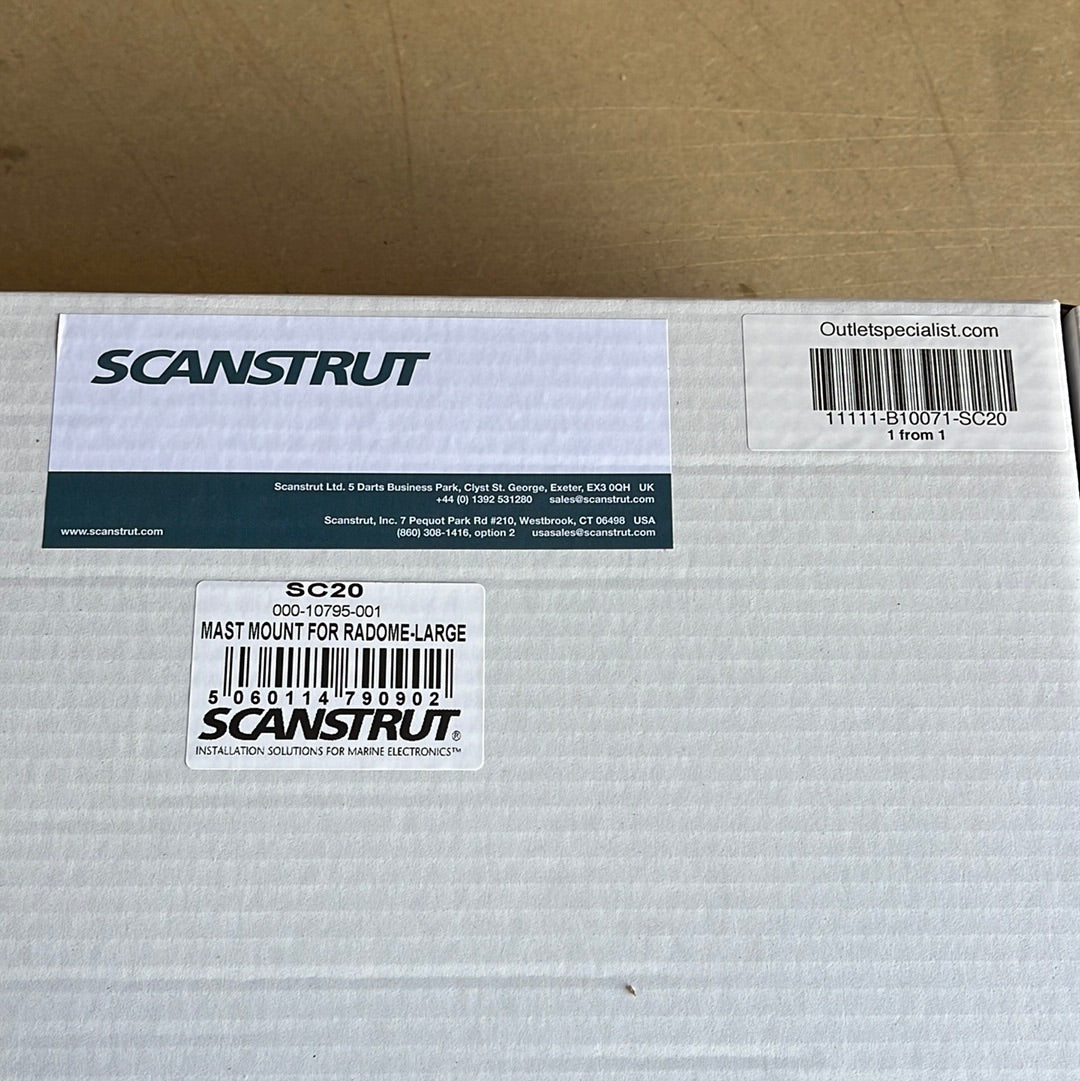 SCANSTRUT
Scanstrut Ltd. 5 Darts Business Park, Clyst St. George, Exeter, EX3 0QH UK
+44 (0) 1392 531280 sales@scanstrut.com
Scanstrut, Inc. 7 Pequot Park Rd #210, Westbrook, CT 06498 USA
www.scanstrut.com (860) 308-1416, option 2 usasales@scanstrut.com
Outletspecialist.com
11111-B10071-SC20
1 from 1
SC20
000-10795-001
MAST MOUNT FOR RADOME-LARGE
5 060114 790902
SCANSTRUT®
INSTALLATION SOLUTIONS FOR MARINE ELECTRONICS™